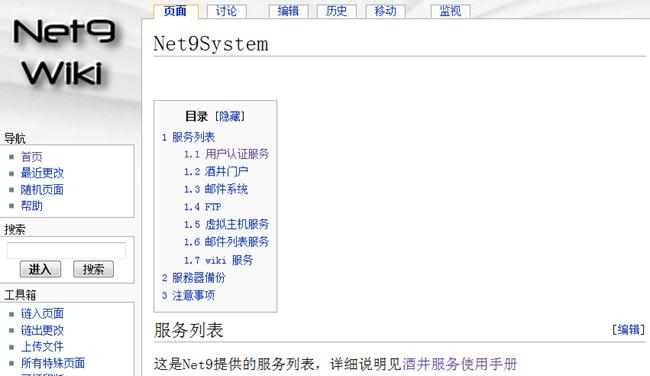 Net9
Wiki
页面 讨论 编辑 历史 移动 监视
Net9System
目录 [隐藏]
1 服务列表
1.1 用户认证服务
1.2 酒井门户
1.3 邮件系统
1.4 FTP
1.5 虚拟主机服务
1.6 邮件列表服务
1.7 wiki 服务
2 服務器備份
3 注意事项
导航
首页
最近更改
随机页面
帮助
搜索
进入 搜索
工具箱
链入页面
链出更改
上传文件
所有特殊页面
服务列表 [编辑]
这是Net9提供的服务列表，详细说明见酒井服务使用手册